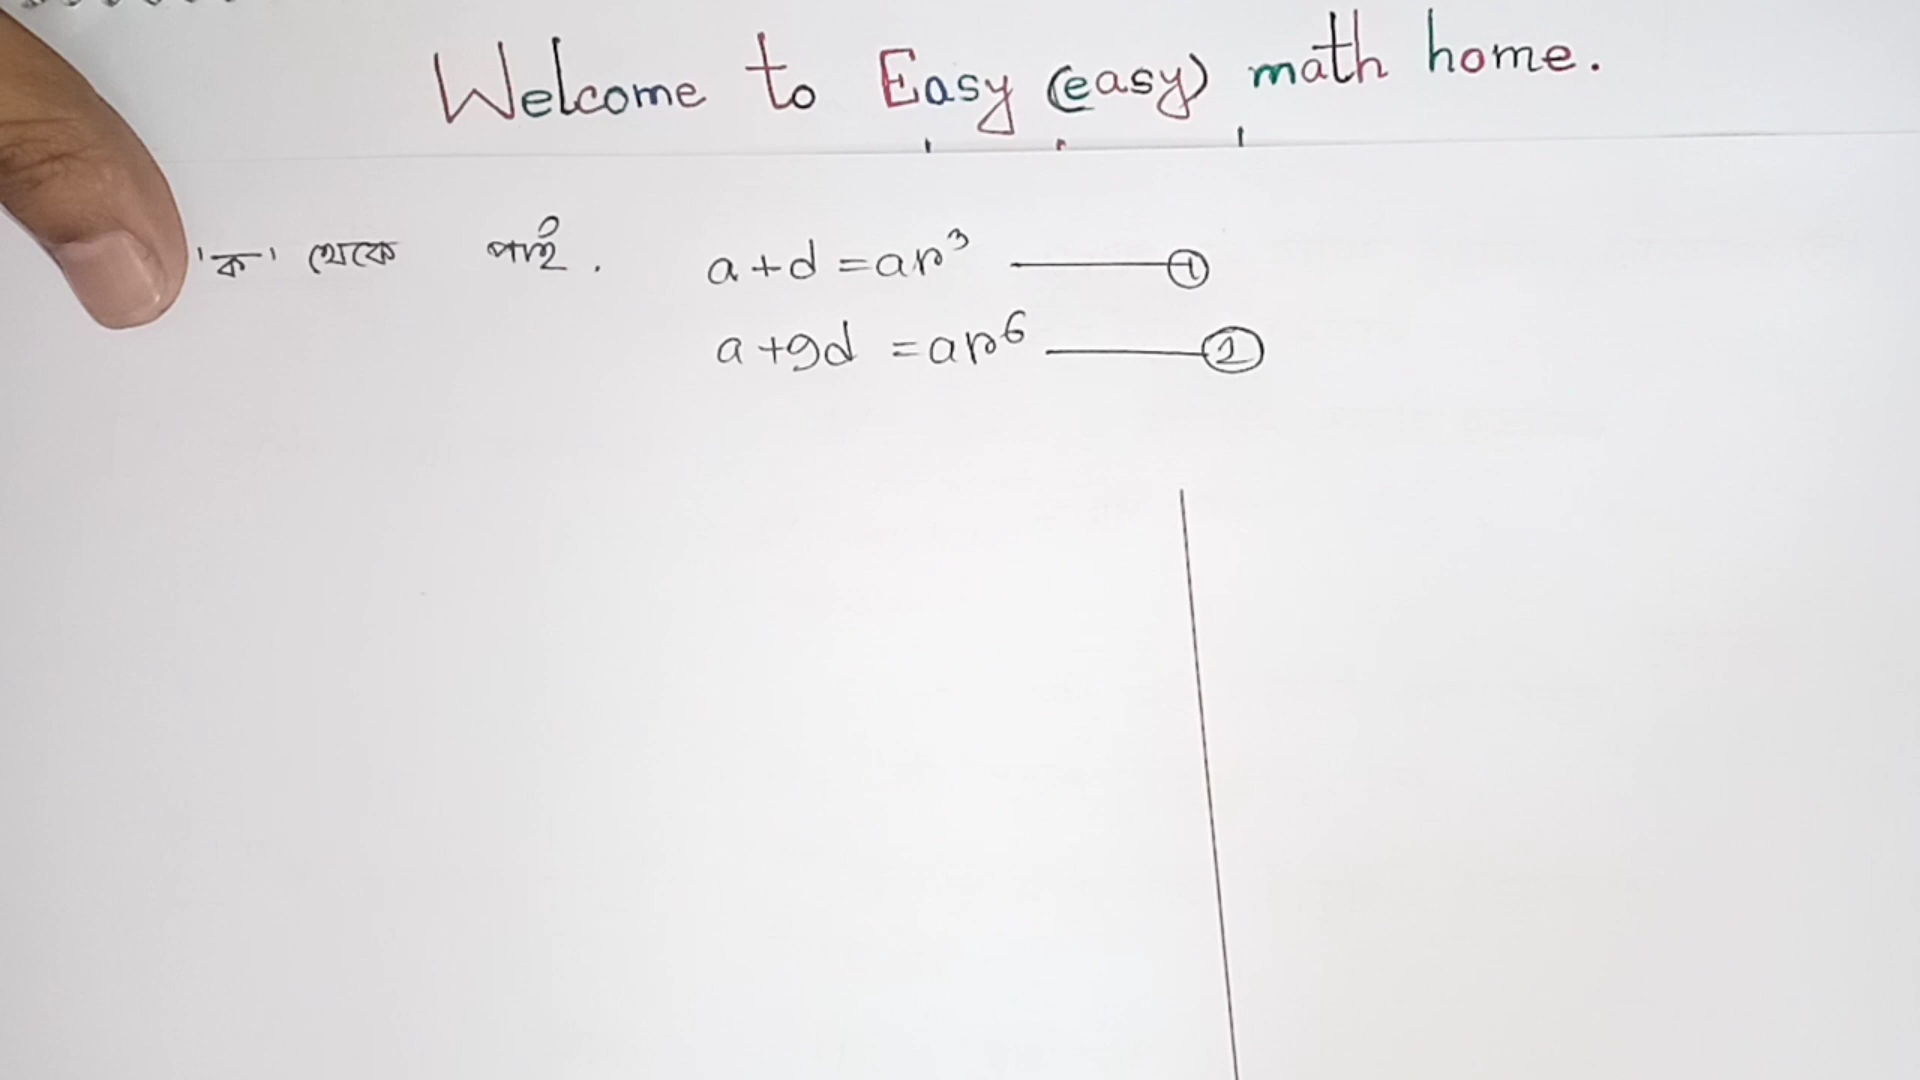 Welcome to Easy (easy) math home.
'ক' থেকে পাই. a+d = ar³ ——— ①
a+9d = ar⁶ ——— ②